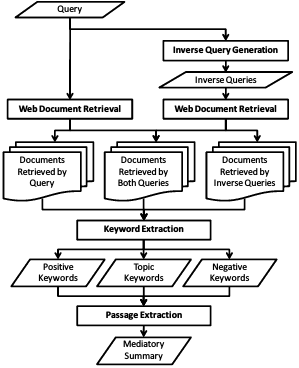 Query
Inverse Query Generation
Inverse Queries
Web Document Retrieval
Web Document Retrieval
Documents
Retrieved by
Query
Documents
Retrieved by
Both Queries
Documents
Retrieved by
Inverse Queries
Keyword Extraction
Positive
Keywords
Topic
Keywords
Negative
Keywords
Passage Extraction
Mediatory
Summary